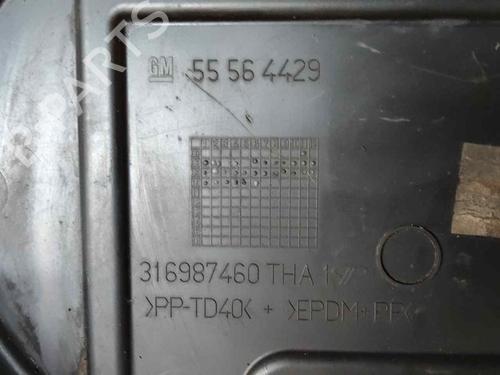 GM 55 56 4429
316987460 THA
>PP-TD40< + >EPDM+PP<